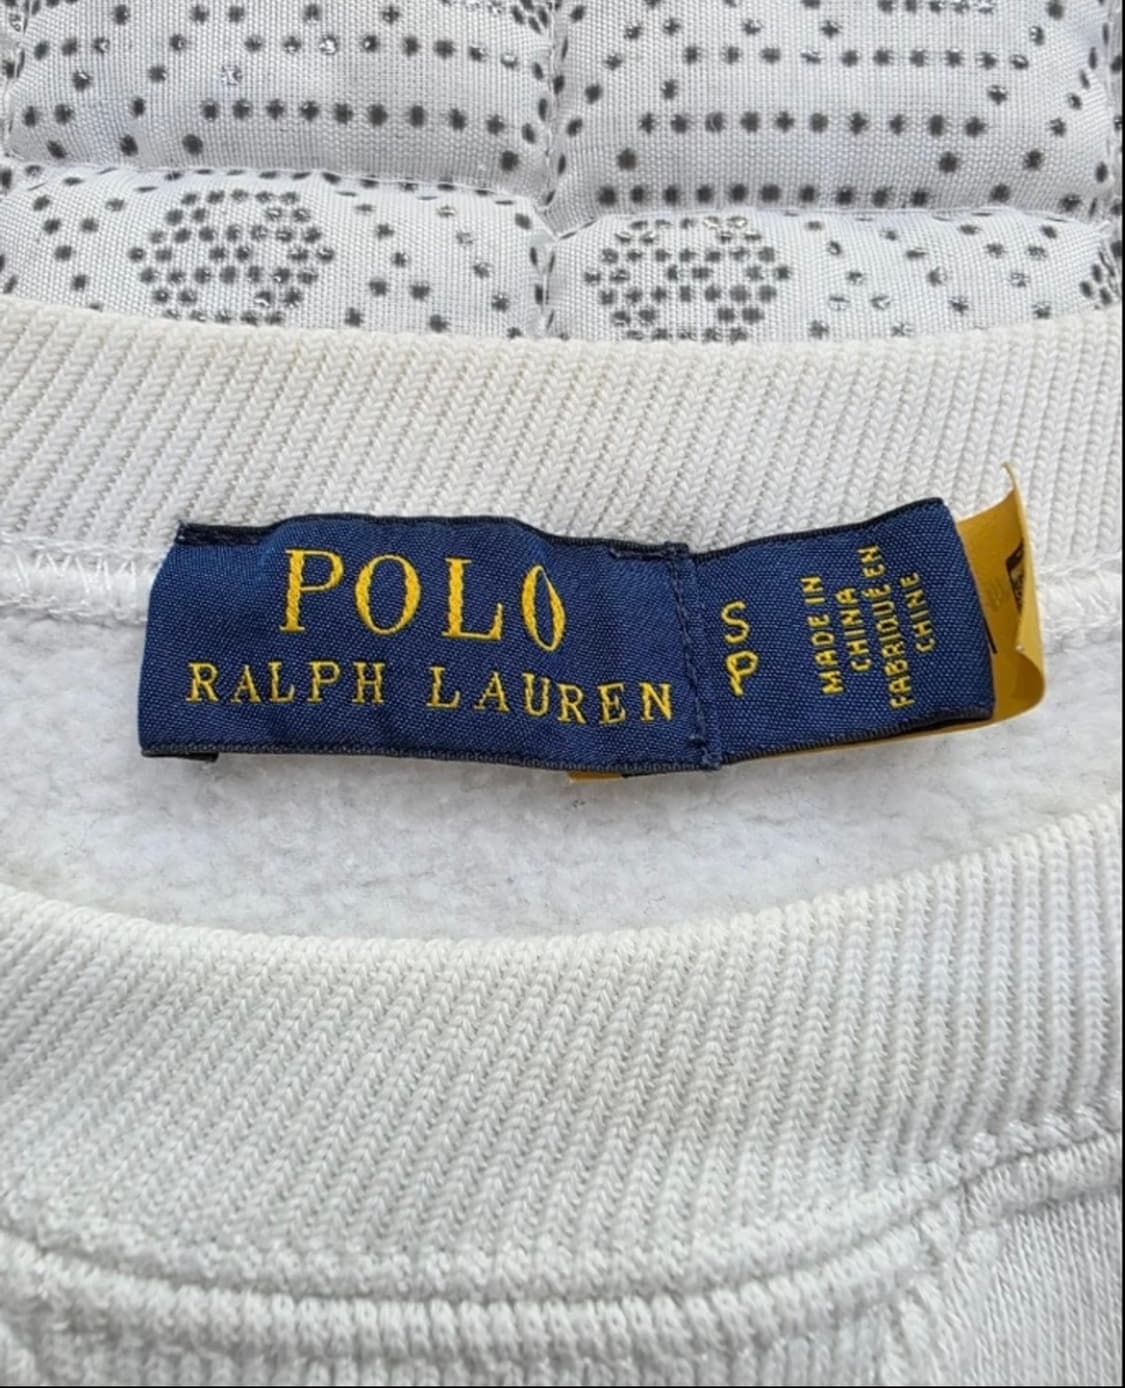 POLO
RALPH LAUREN
S
P
MADE IN
CHINA
FABRIQUÉ EN
CHINE